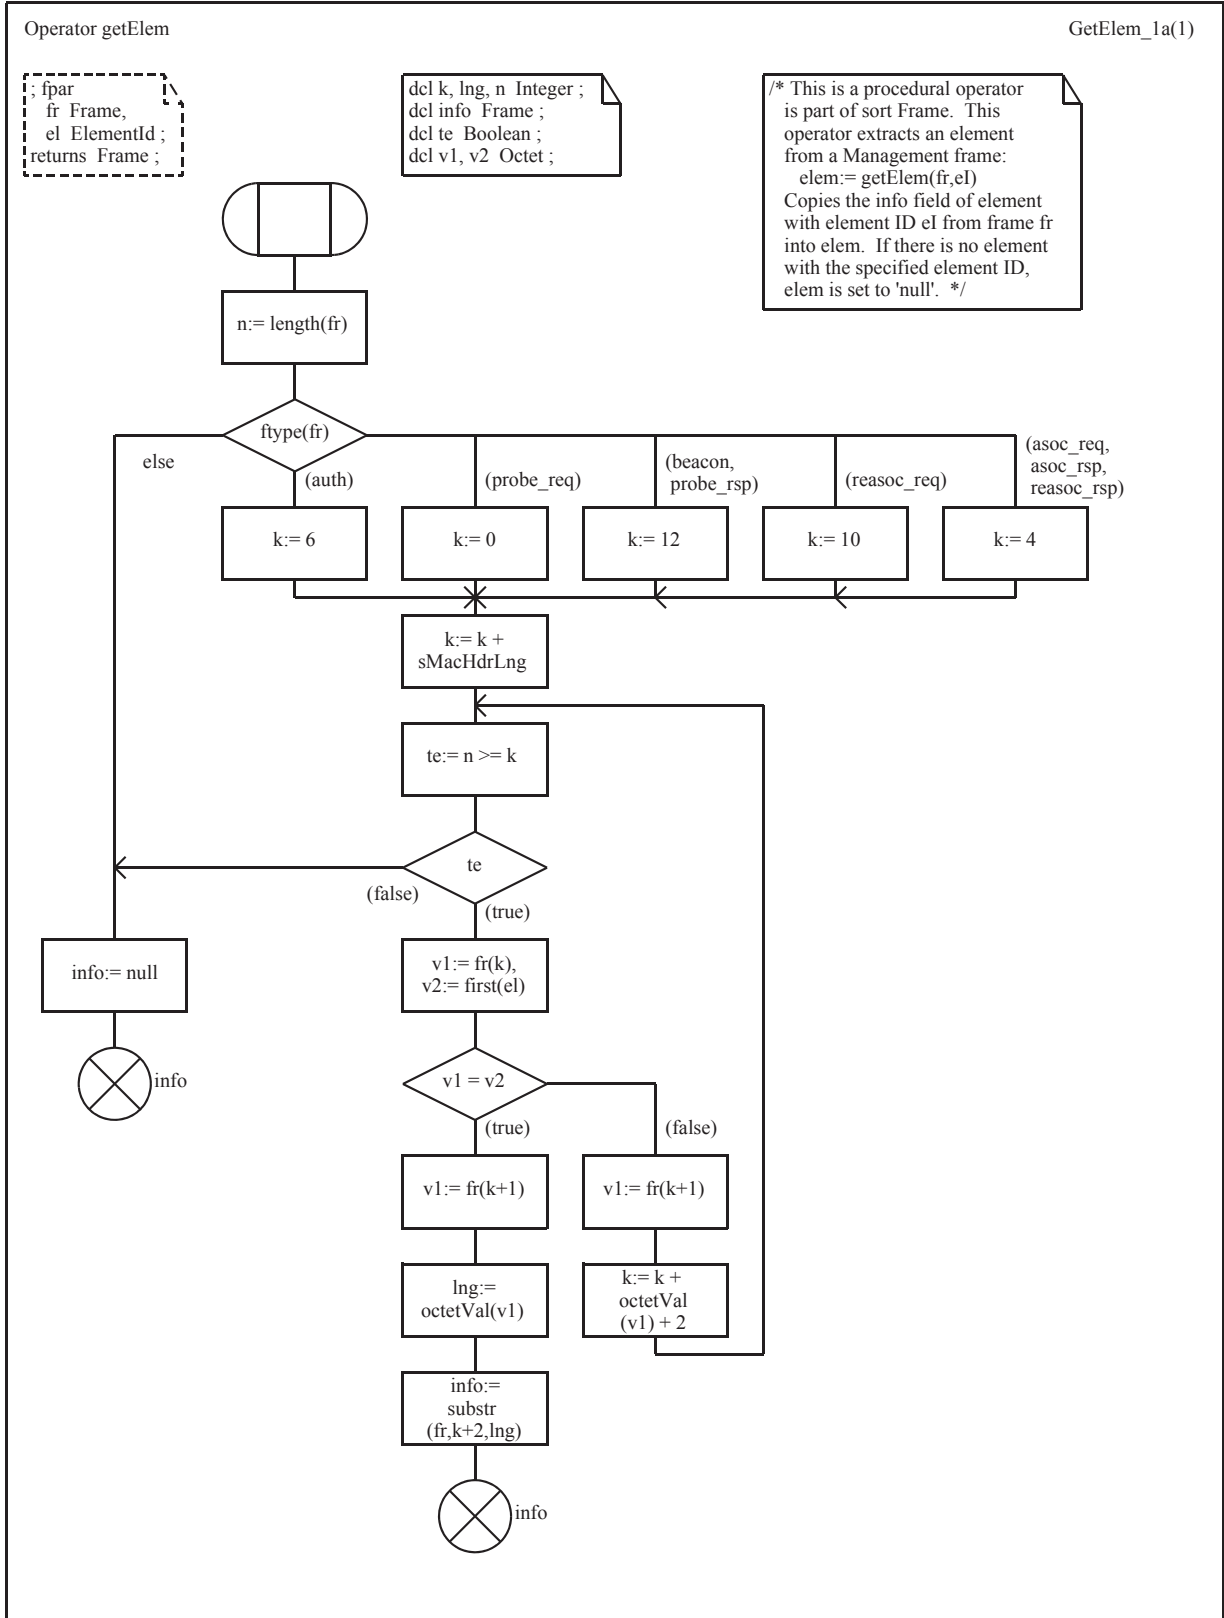 Operator getElem
GetElem_1a(1)
; fpar
fr  Frame,
el  ElementId ;
returns  Frame ;
dcl k, lng, n  Integer ;
dcl info  Frame ;
dcl te  Boolean ;
dcl v1, v2  Octet ;
/* This is a procedural operator
is part of sort Frame.  This
operator extracts an element
from a Management frame:
elem:= getElem(fr,eI)
Copies the info field of element
with element ID eI from frame fr
into elem.  If there is no element
with the specified element ID,
elem is set to 'null'.  */
n:= length(fr)
ftype(fr)
else
(auth)
(probe_req)
(beacon,
probe_rsp)
(reasoc_req)
(asoc_req,
asoc_rsp,
reasoc_rsp)
k:= 6
k:= 0
k:= 12
k:= 10
k:= 4
k:= k +
sMacHdrLng
te:= n >= k
te
(false)
(true)
info:= null
v1:= fr(k),
v2:= first(el)
info
v1 = v2
(true)
(false)
v1:= fr(k+1)
v1:= fr(k+1)
lng:=
octetVal(v1)
k:= k +
octetVal
(v1) + 2
info:=
substr
(fr,k+2,lng)
info